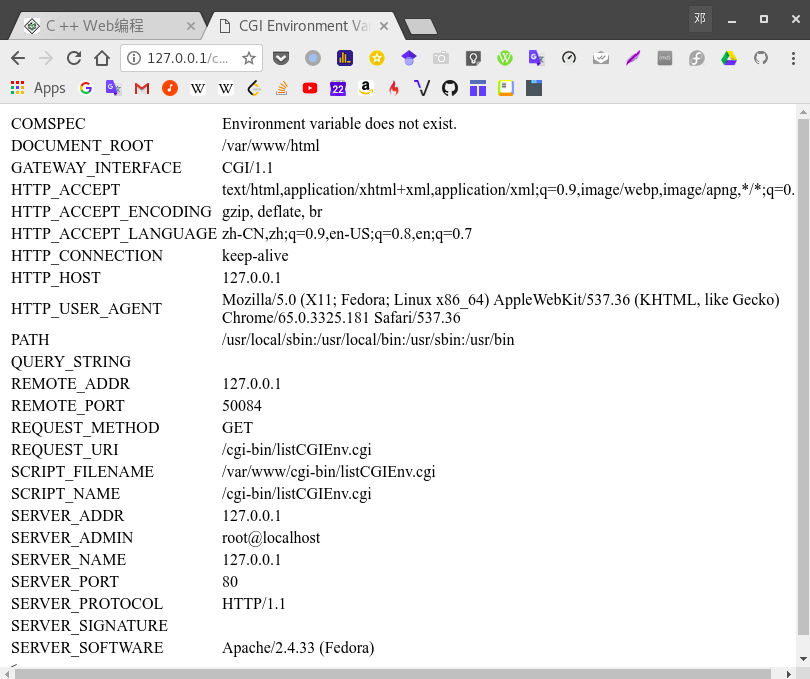 C ++ Web编程
CGI Environment Va
邓
127.0.0.1/c...
Apps
22
COMSPEC Environment variable does not exist.
DOCUMENT_ROOT /var/www/html
GATEWAY_INTERFACE CGI/1.1
HTTP_ACCEPT text/html,application/xhtml+xml,application/xml;q=0.9,image/webp,image/apng,*/*;q=0.
HTTP_ACCEPT_ENCODING gzip, deflate, br
HTTP_ACCEPT_LANGUAGE zh-CN,zh;q=0.9,en-US;q=0.8,en;q=0.7
HTTP_CONNECTION keep-alive
HTTP_HOST 127.0.0.1
HTTP_USER_AGENT Mozilla/5.0 (X11; Fedora; Linux x86_64) AppleWebKit/537.36 (KHTML, like Gecko)
Chrome/65.0.3325.181 Safari/537.36
PATH /usr/local/sbin:/usr/local/bin:/usr/sbin:/usr/bin
QUERY_STRING
REMOTE_ADDR 127.0.0.1
REMOTE_PORT 50084
REQUEST_METHOD GET
REQUEST_URI /cgi-bin/listCGIEnv.cgi
SCRIPT_FILENAME /var/www/cgi-bin/listCGIEnv.cgi
SCRIPT_NAME /cgi-bin/listCGIEnv.cgi
SERVER_ADDR 127.0.0.1
SERVER_ADMIN root@localhost
SERVER_NAME 127.0.0.1
SERVER_PORT 80
SERVER_PROTOCOL HTTP/1.1
SERVER_SIGNATURE
SERVER_SOFTWARE Apache/2.4.33 (Fedora)